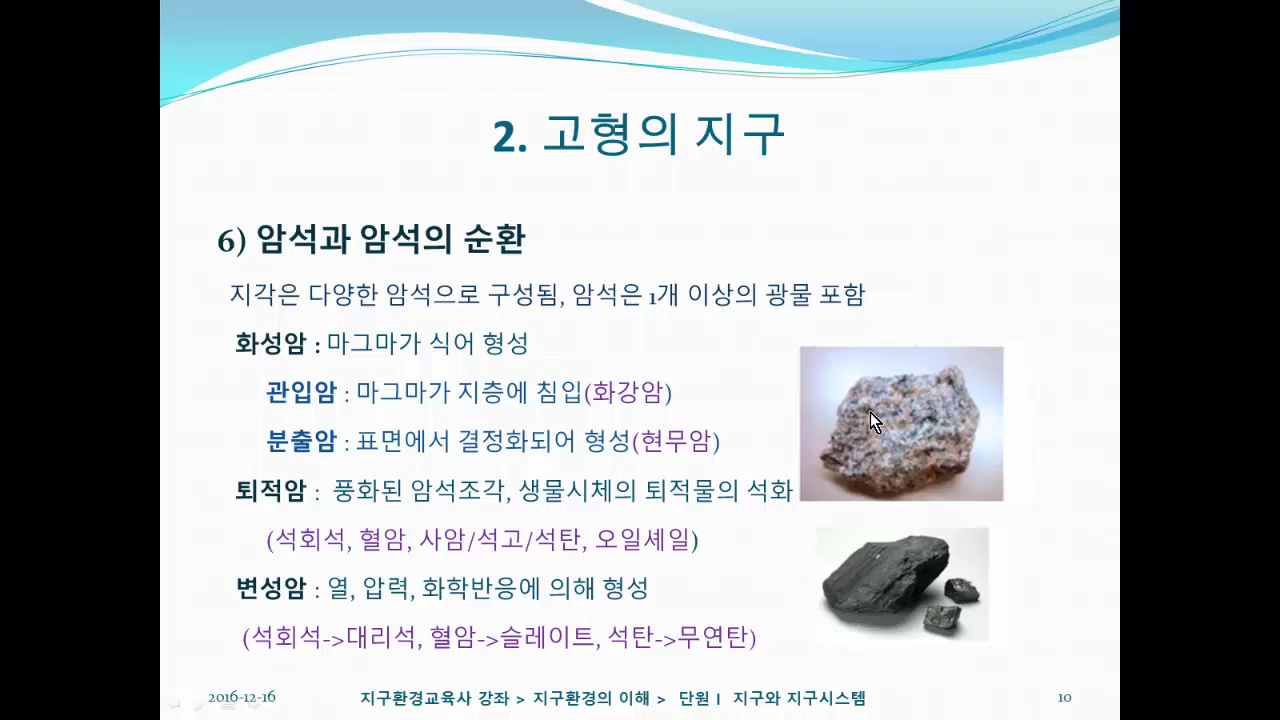 2. 고형의 지구
6) 암석과 암석의 순환
지각은 다양한 암석으로 구성됨, 암석은 1개 이상의 광물 포함
화성암 : 마그마가 식어 형성
관입암 : 마그마가 지층에 침입(화강암)
분출암 : 표면에서 결정화되어 형성(현무암)
퇴적암 : 풍화된 암석조각, 생물시체의 퇴적물의 석화
(석회석, 혈암, 사암/석고/석탄, 오일셰일)
변성암 : 열, 압력, 화학반응에 의해 형성
(석회석->대리석, 혈암->슬레이트, 석탄->무연탄)
2016-12-16 지구환경교육사 강좌 > 지구환경의 이해 > 단원 I 지구와 지구시스템 10